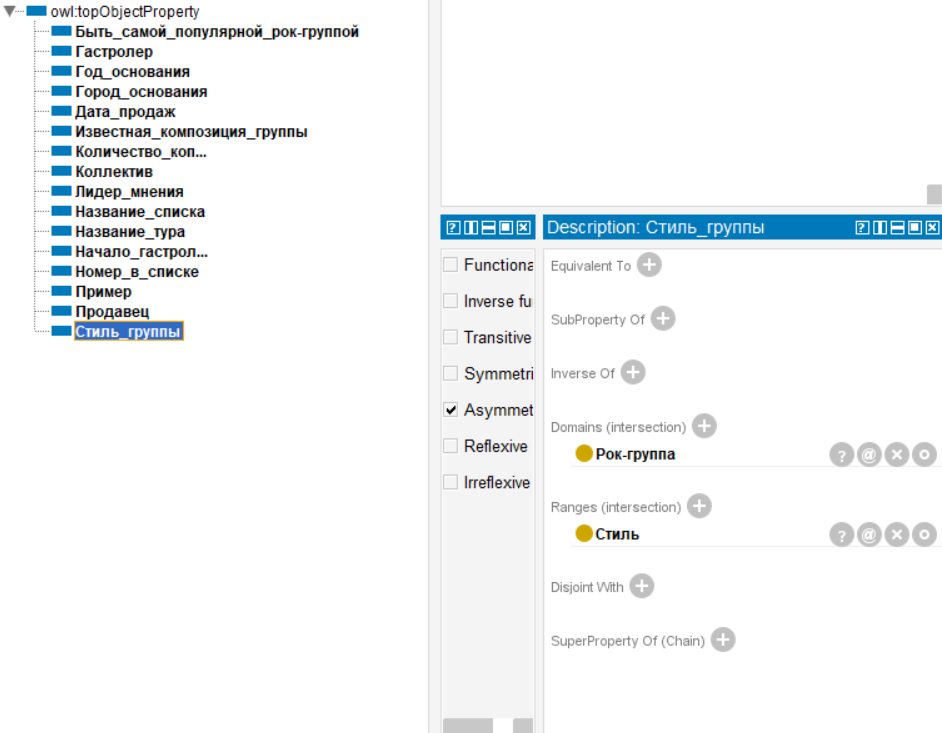 owl:topObjectProperty
Быть_самой_популярной_рок-группой
Гастролер
Год_основания
Город_основания
Дата_продаж
Известная_композиция_группы
Количество_коп...
Коллектив
Лидер_мнения
Название_списка
Название_тура
Начало_гастрол...
Номер_в_списке
Пример
Продавец
Стиль_группы
Functiona
Inverse fu
Transitive
Symmetri
Asymmet
Reflexive
Irreflexive
Description: Стиль_группы
Equivalent To
SubProperty Of
Inverse Of
Domains (intersection)
Рок-группа
Ranges (intersection)
Стиль
Disjoint With
SuperProperty Of (Chain)